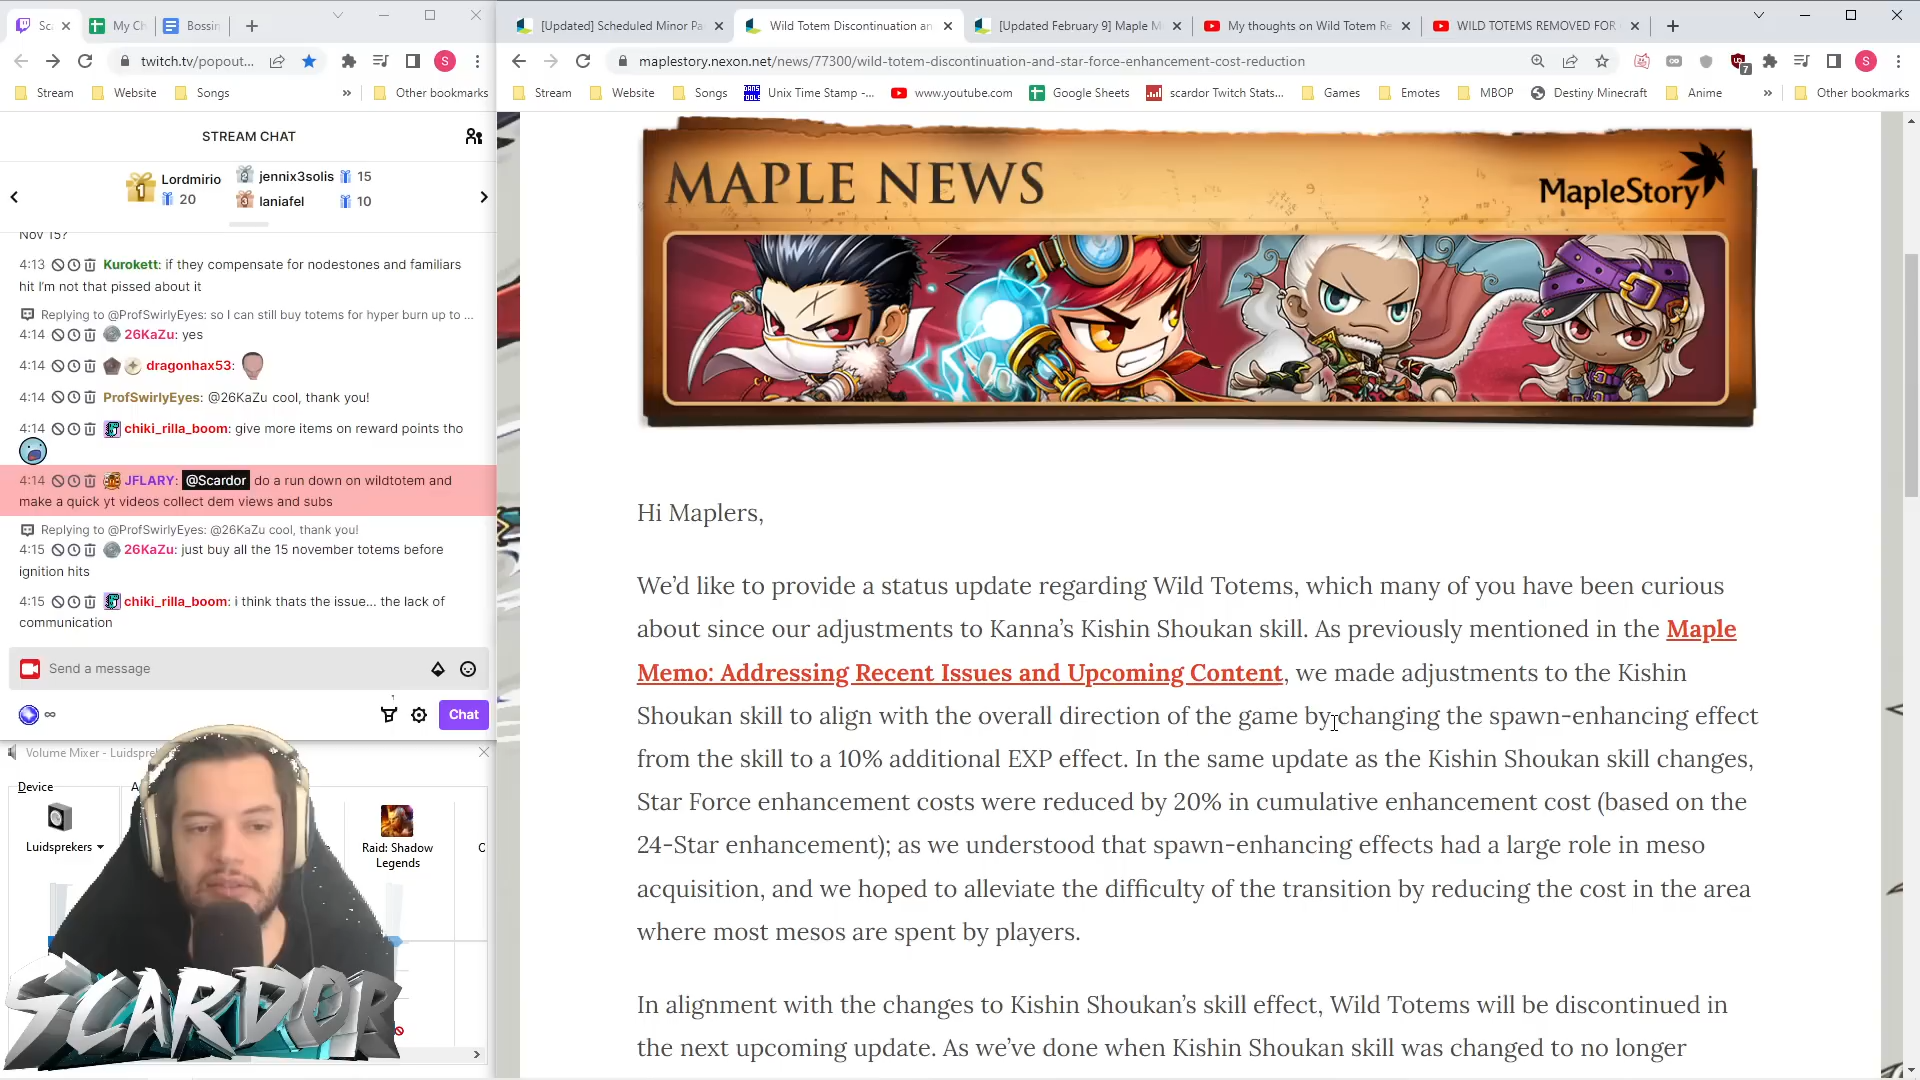 Sc
My Ch
Bossin
[Updated] Scheduled Minor Pa
Wild Totem Discontinuation an
[Updated February 9] Maple M
My thoughts on Wild Totem Re
WILD TOTEMS REMOVED FOR
twitch.tv/popout...
maplestory.nexon.net/news/77300/wild-totem-discontinuation-and-star-force-enhancement-cost-reduction
S
7
S
Stream
Website
Songs
»
Other bookmarks
Stream
Website
Songs
Unix Time Stamp -...
www.youtube.com
Google Sheets
scardor Twitch Stats...
Games
Emotes
MBOP
Destiny Minecraft
Anime
»
Other bookmarks
STREAM CHAT
1
Lordmirio
20
2 jennix3solis 15
3 laniafel 10
Nov 15?
4:13 Kurokett: if they compensate for nodestones and familiars
hit I'm not that pissed about it
Replying to @ProfSwirlyEyes: so I can still buy totems for hyper burn up to ...
4:14 26KaZu: yes
4:14 dragonhax53:
4:14 ProfSwirlyEyes: @26KaZu cool, thank you!
4:14 chiki_rilla_boom: give more items on reward points tho
4:14 JFLARY: @Scardor do a run down on wildtotem and
make a quick yt videos collect dem views and subs
Replying to @ProfSwirlyEyes: @26KaZu cool, thank you!
4:15 26KaZu: just buy all the 15 november totems before
ignition hits
4:15 chiki_rilla_boom: i think thats the issue... the lack of
communication
Send a message
∞
Chat
Volume Mixer - Luidspreke
Device
Luidsprekers
Raid: Shadow
Legends
SCARDOR
MAPLE NEWS
MapleStory
Hi Maplers,
We'd like to provide a status update regarding Wild Totems, which many of you have been curious
about since our adjustments to Kanna's Kishin Shoukan skill. As previously mentioned in the Maple
Memo: Addressing Recent Issues and Upcoming Content, we made adjustments to the Kishin
Shoukan skill to align with the overall direction of the game by changing the spawn-enhancing effect
from the skill to a 10% additional EXP effect. In the same update as the Kishin Shoukan skill changes,
Star Force enhancement costs were reduced by 20% in cumulative enhancement cost (based on the
24-Star enhancement); as we understood that spawn-enhancing effects had a large role in meso
acquisition, and we hoped to alleviate the difficulty of the transition by reducing the cost in the area
where most mesos are spent by players.
In alignment with the changes to Kishin Shoukan's skill effect, Wild Totems will be discontinued in
the next upcoming update. As we've done when Kishin Shoukan skill was changed to no longer